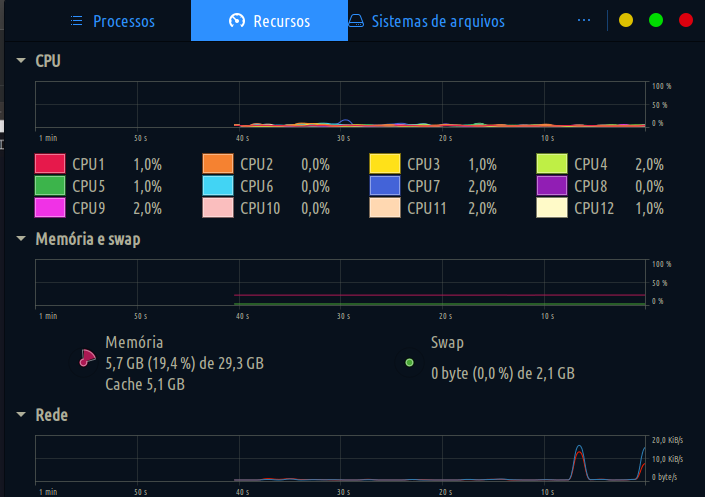 Processos Recursos Sistemas de arquivos ...
CPU
100 %
50 %
0 %
1 min 50 s 40 s 30 s 20 s 10 s
CPU1 1,0% CPU2 0,0% CPU3 1,0% CPU4 2,0%
CPU5 1,0% CPU6 0,0% CPU7 2,0% CPU8 0,0%
CPU9 2,0% CPU10 0,0% CPU11 2,0% CPU12 1,0%
Memória e swap
100 %
50 %
0 %
1 min 50 s 40 s 30 s 20 s 10 s
Memória Swap
5,7 GB (19,4 %) de 29,3 GB 0 byte (0,0 %) de 2,1 GB
Cache 5,1 GB
Rede
20,0 KiB/s
10,0 KiB/s
0 byte/s
1 min 50 s 40 s 30 s 20 s 10 s